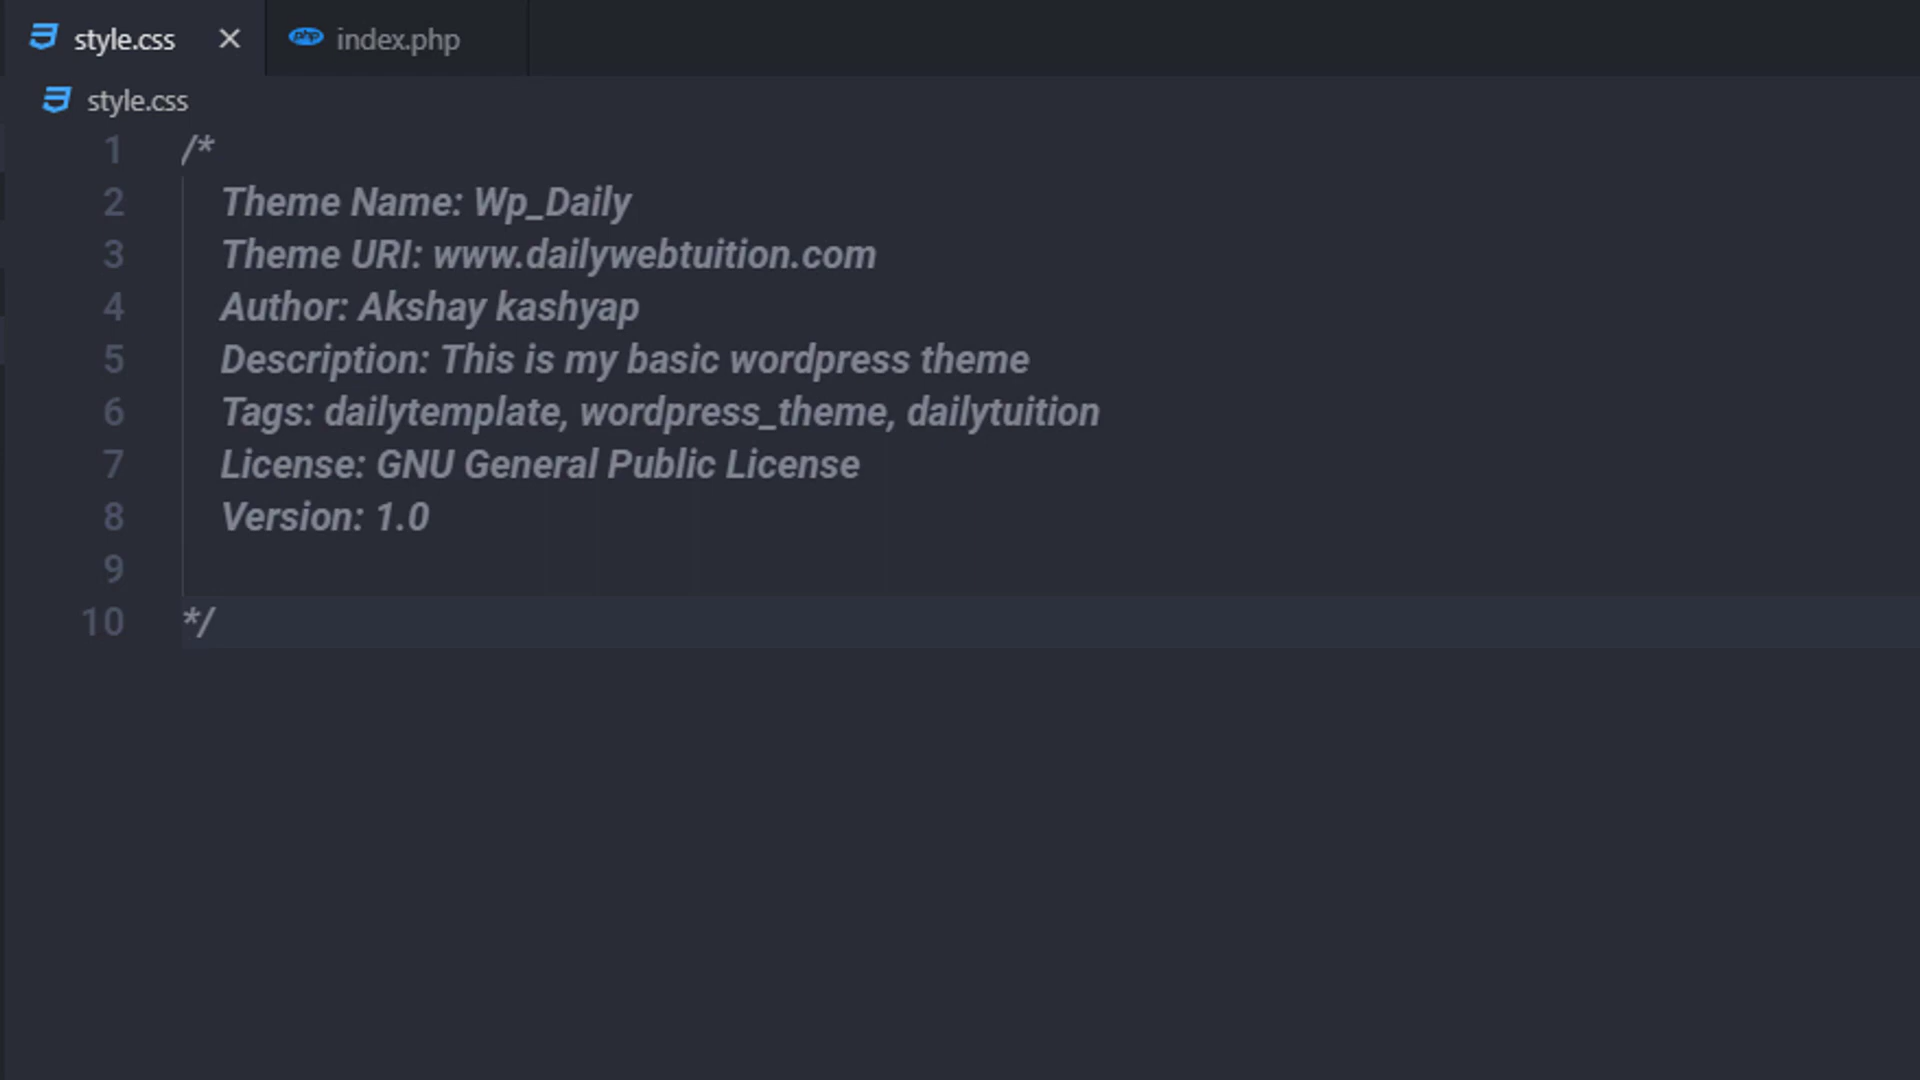 style.css
php index.php
style.css
1 /*
2 Theme Name: Wp_Daily
3 Theme URI: www.dailywebtuition.com
4 Author: Akshay kashyap
5 Description: This is my basic wordpress theme
6 Tags: dailytemplate, wordpress_theme, dailytuition
7 License: GNU General Public License
8 Version: 1.0
9
10 */